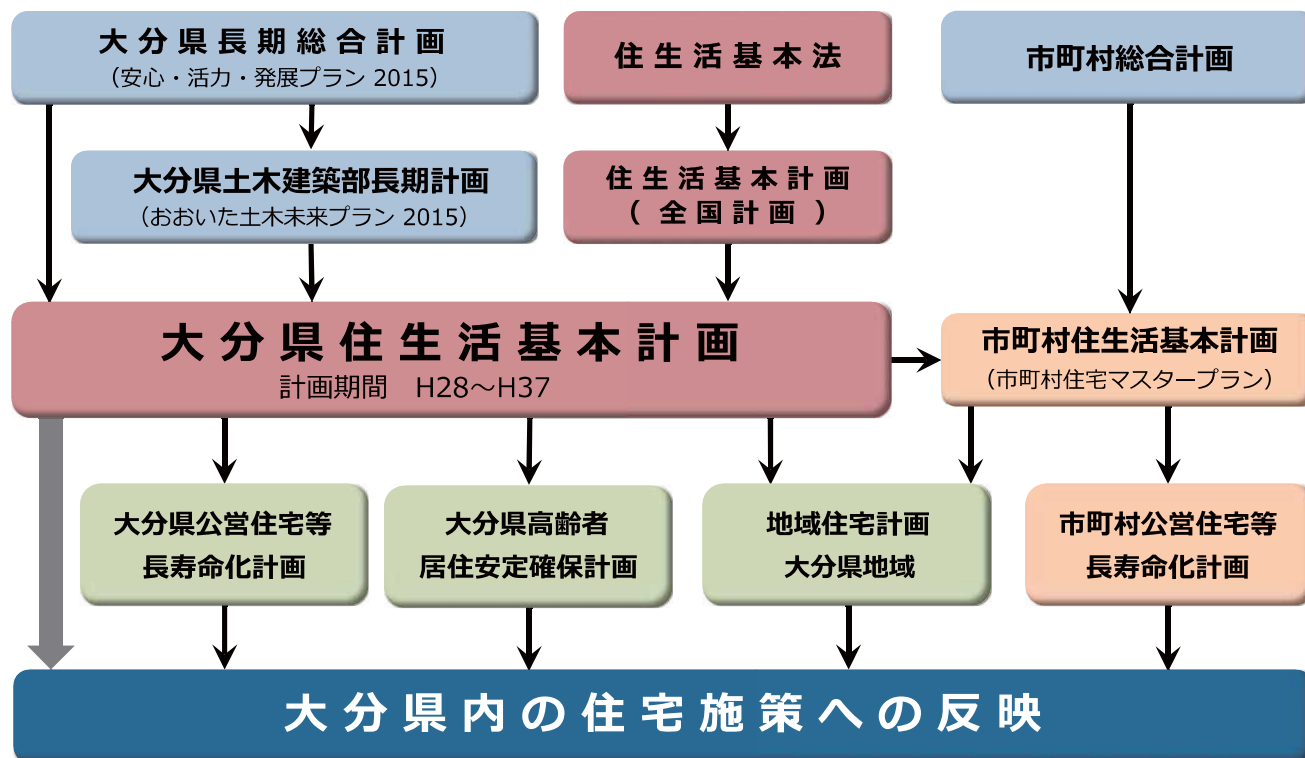 大分県長期総合計画
（安心・活力・発展プラン 2015）
住生活基本法
市町村総合計画
大分県土木建築部長期計画
（おおいた土木未来プラン 2015）
住生活基本計画
（ 全国計画 ）
大分県住生活基本計画
計画期間　H28～H37
市町村住生活基本計画
（市町村住宅マスタープラン）
大分県公営住宅等
長寿命化計画
大分県高齢者
居住安定確保計画
地域住宅計画
大分県地域
市町村公営住宅等
長寿命化計画
大分県内の住宅施策への反映